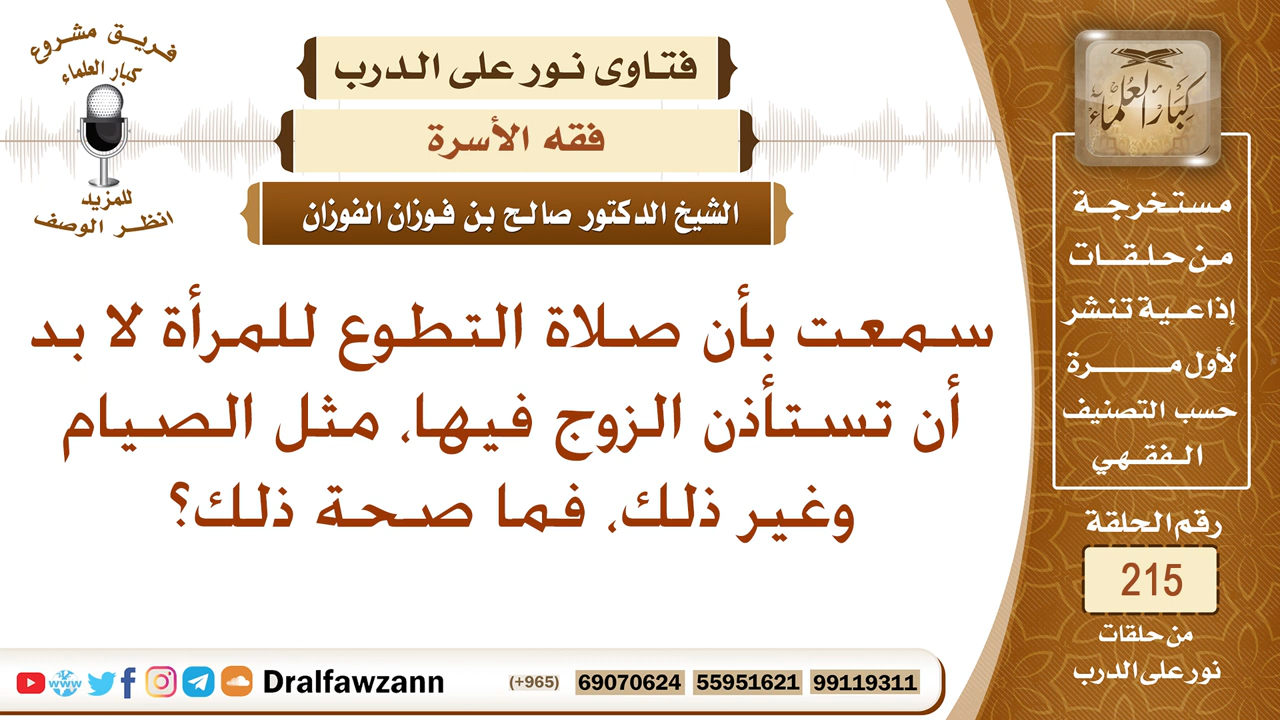 فريق مشروع
كبار العلماء
للمزيد
انظر الوصف
فتاوى نور على الدرب
فقه الأسرة
الشيخ الدكتور صالح بن فوزان الفوزان
سمعت بأن صلاة التطوع للمرأة لا بد
أن تستأذن الزوج فيها، مثل الصيام
وغير ذلك، فما صحة ذلك؟
كبار العلماء
مستخرجة
من حلقات
إذاعية تنشر
لأول مرة
حسب التصنيف
الفقهي
رقم الحلقة
215
من حلقات
نور على الدرب
www Dralfawzann (+965) 69070624 55951621 99119311